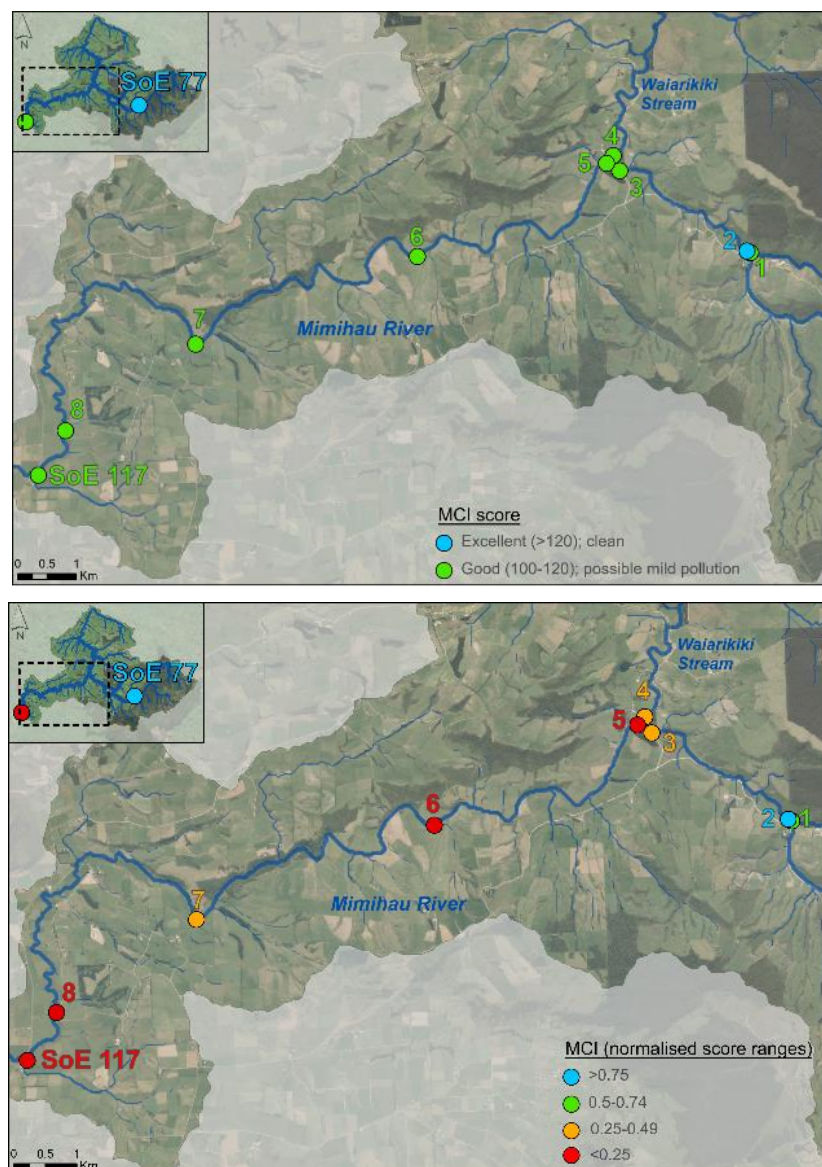 N
SoE 77
Waiarikiki
Stream
4
5
3
2
1
6
7
Mimihau River
8
SoE 117
MCI score
Excellent (>120); clean
Good (100-120); possible mild pollution
0 0.5 1
Km
N
SoE 77
Waiarikiki
Stream
4
5
3
2
1
6
7
Mimihau River
8
SoE 117
MCI (normalised score ranges)
>0.75
0.5-0.74
0.25-0.49
<0.25
0 0.5 1
Km